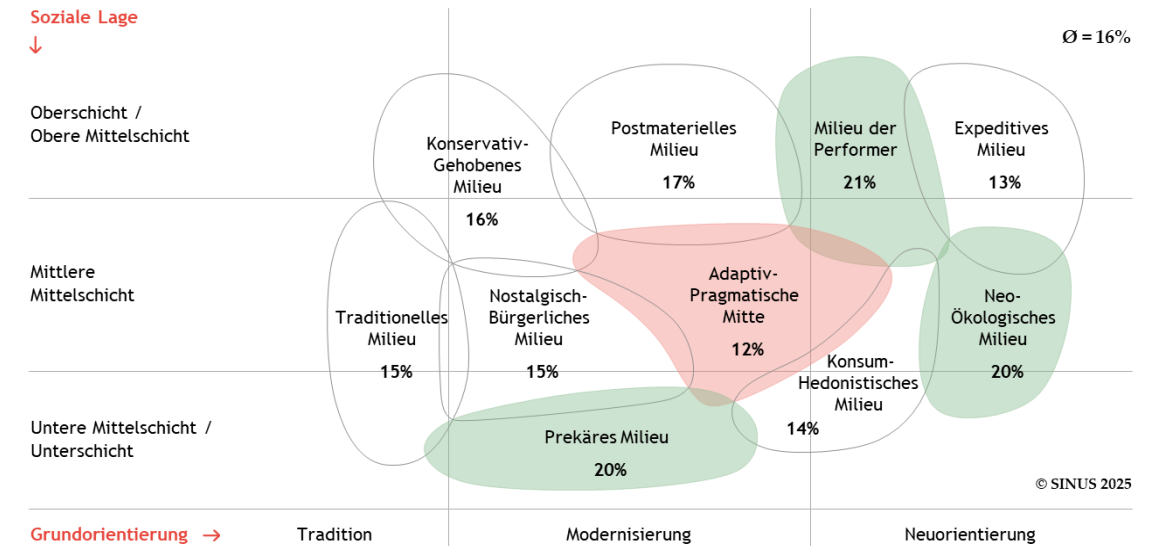 Soziale Lage
↓
Ø = 16%
Oberschicht /
Obere Mittelschicht
Konservativ-
Gehobenes
Milieu
16%
Postmaterielles
Milieu
17%
Milieu der
Performer
21%
Expeditives
Milieu
13%
Mittlere
Mittelschicht
Traditionelles
Milieu
15%
Nostalgisch-
Bürgerliches
Milieu
15%
Adaptiv-
Pragmatische
Mitte
12%
Neo-
Ökologisches
Milieu
20%
Konsum-
Hedonistisches
Milieu
14%
Untere Mittelschicht /
Unterschicht
Prekäres Milieu
20%
© SINUS 2025
Grundorientierung →
Tradition
Modernisierung
Neuorientierung